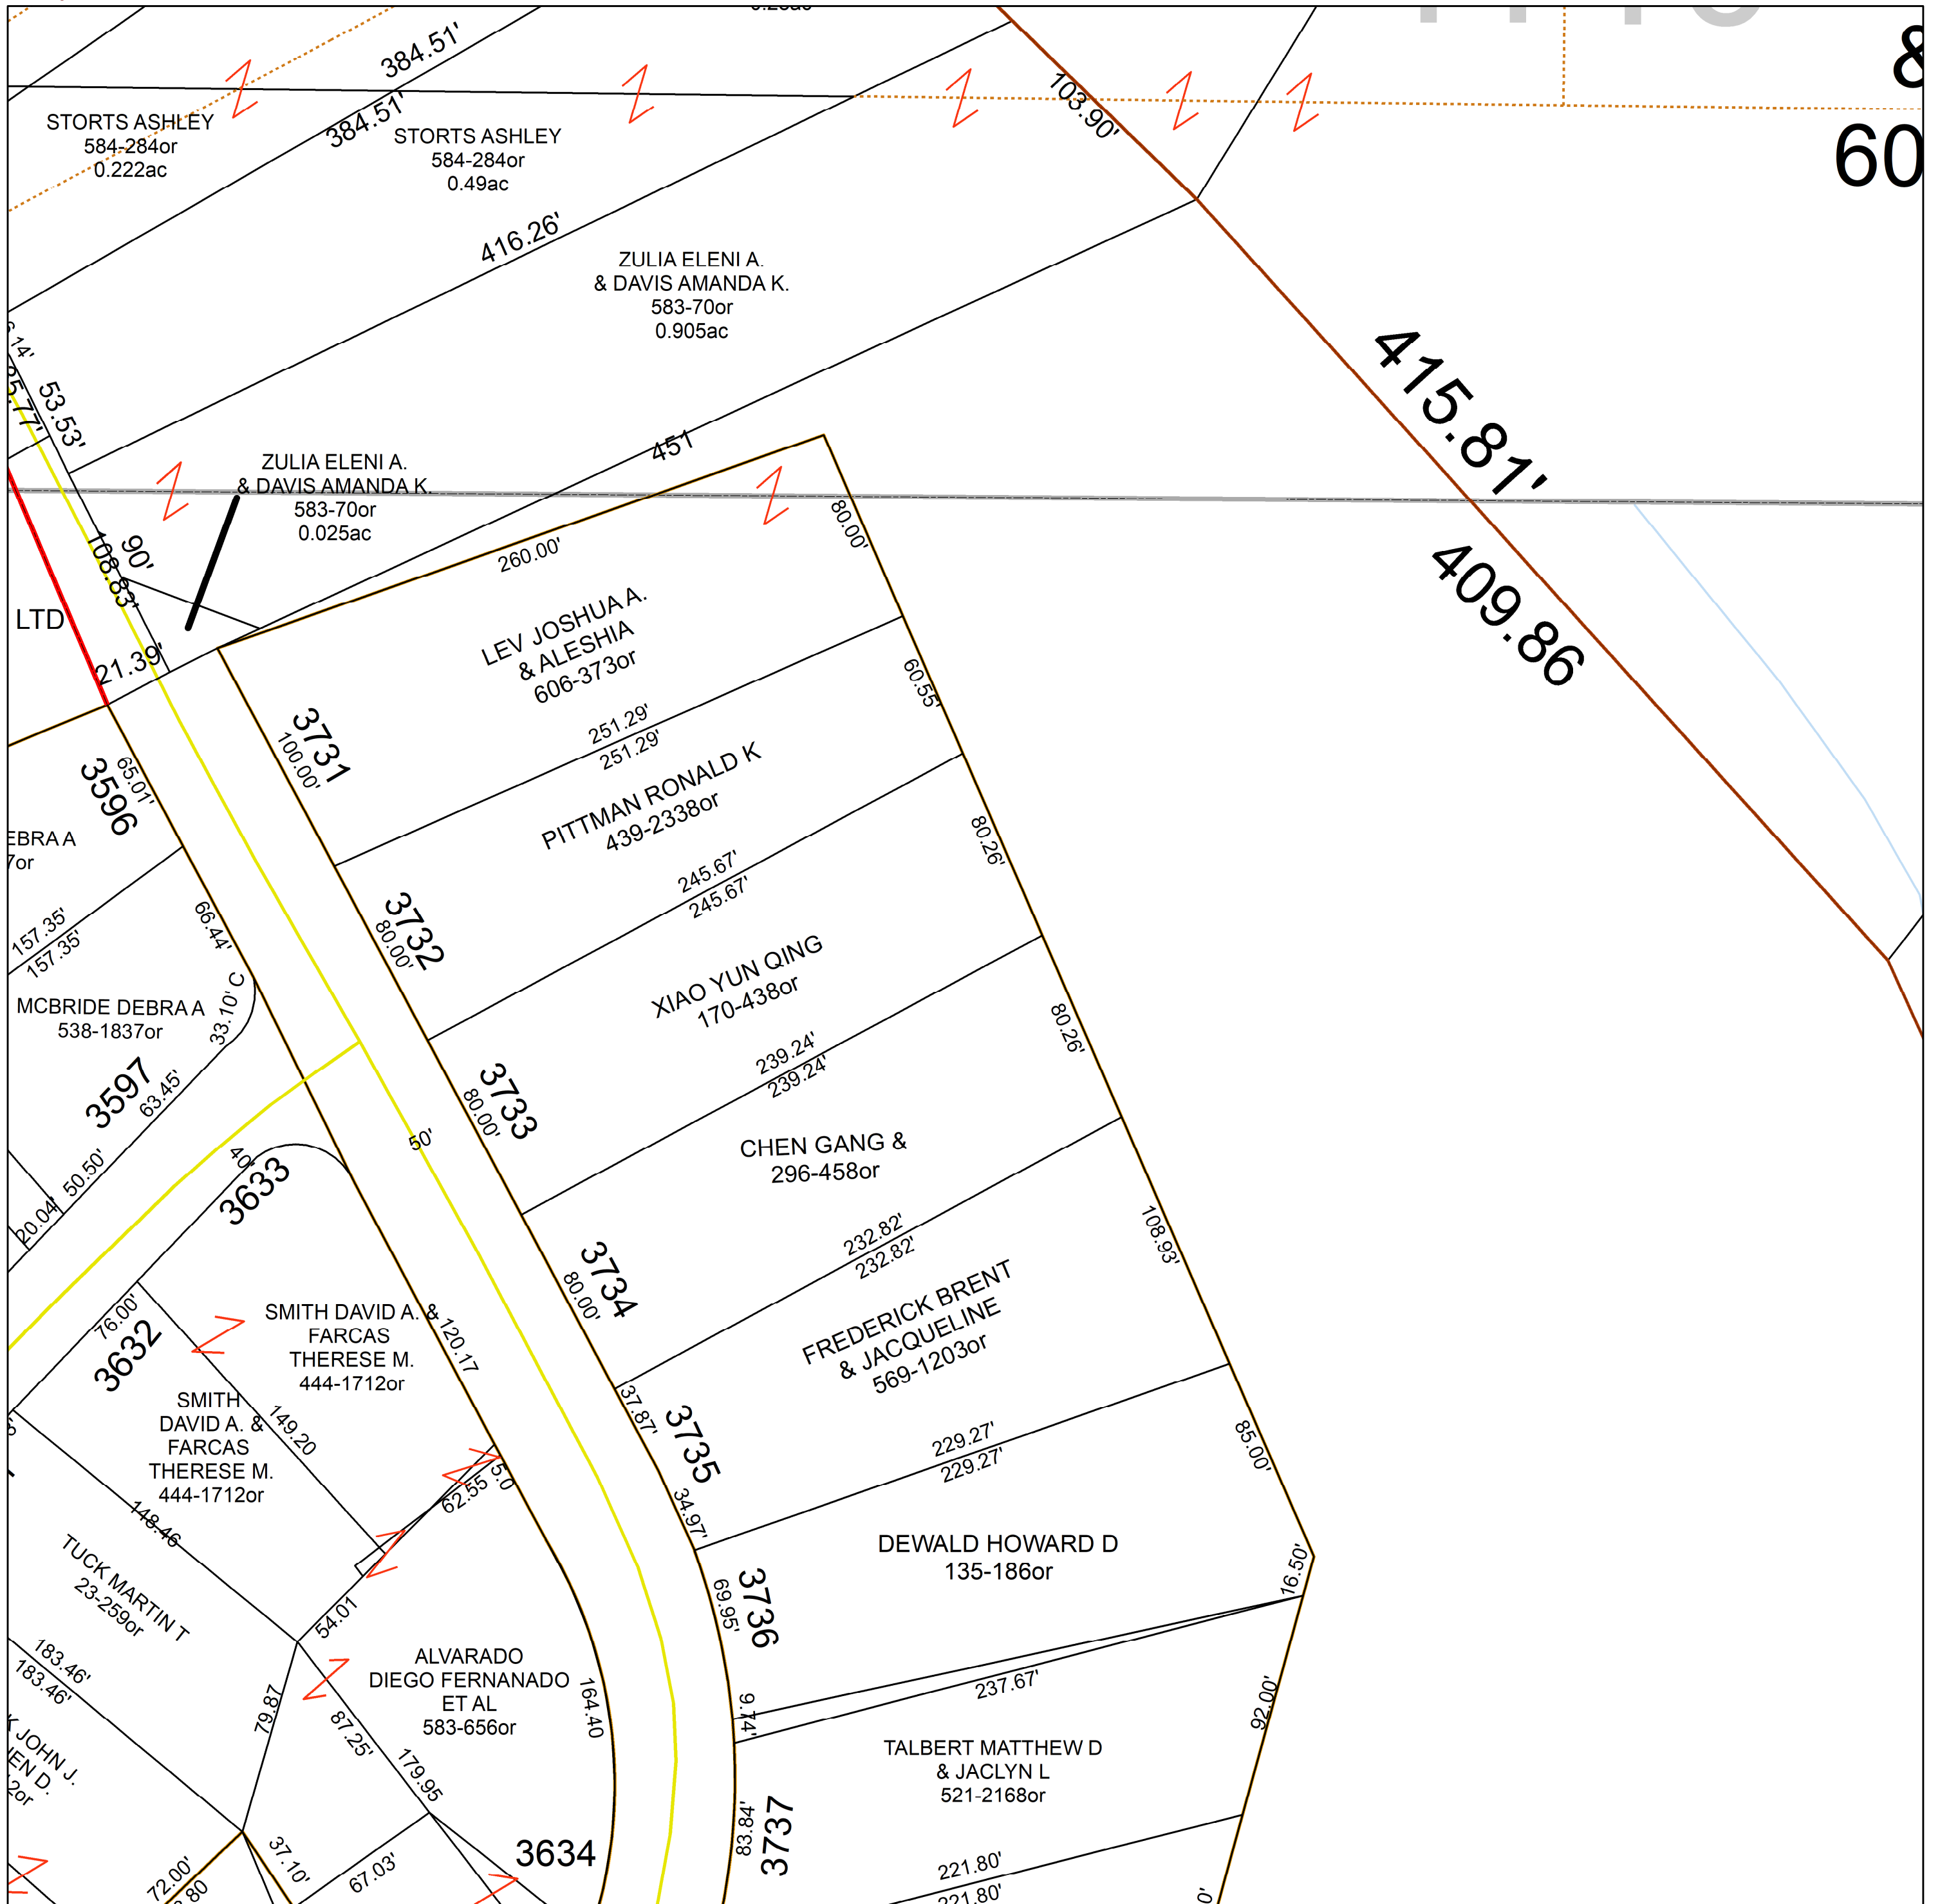 384.51'
384.51'
103.90'
&
60
STORTS ASHLEY
584-284or
0.222ac
STORTS ASHLEY
584-284or
0.49ac
416.26'
ZULIA ELENI A.
& DAVIS AMANDA K.
583-70or
0.905ac
415.81'
409.86
14'
53.53'
451
ZULIA ELENI A.
& DAVIS AMANDA K.
583-70or
0.025ac
90'
108.83'
LTD
21.39'
260.00'
80.00'
LEV JOSHUA A.
& ALESHIA
606-373or
3731
100.00'
60.55'
251.29'
251.29'
3596
65.01'
PITTMAN RONALD K
439-2338or
3732
80.00'
80.26'
245.67'
245.67'
66.44'
157.35'
157.35'
XIAO YUN QING
170-438or
3733
80.00'
80.26'
MCBRIDE DEBRA A
538-1837or
33.10' C
3597
63.45'
50.50'
20.04'
239.24'
239.24'
50'
40'
3633
CHEN GANG &
296-458or
3734
80.00'
108.93'
232.82'
232.82'
76.00'
3632
SMITH DAVID A. &
FARCAS
THERESE M.
444-1712or
120.17
SMITH
DAVID A. &
FARCAS
THERESE M.
444-1712or
149.20
FREDERICK BRENT
& JACQUELINE
569-1203or
37.87'
3735
34.97'
85.00'
229.27'
229.27'
5.0
62.55
148.46
TUCK MARTIN T
23-259or
54.01
DEWALD HOWARD D
135-186or
16.50'
3736
69.95'
183.46'
183.46'
79.87
87.25'
179.95
ALVARADO
DIEGO FERNANADO
ET AL
583-656or
164.40
9.74'
237.67'
92.00'
TALBERT MATTHEW D
& JACLYN L
521-2168or
JOHN J.
83.84'
3737
3634
37.10'
72.00'
67.03'
221.80'
221.80'